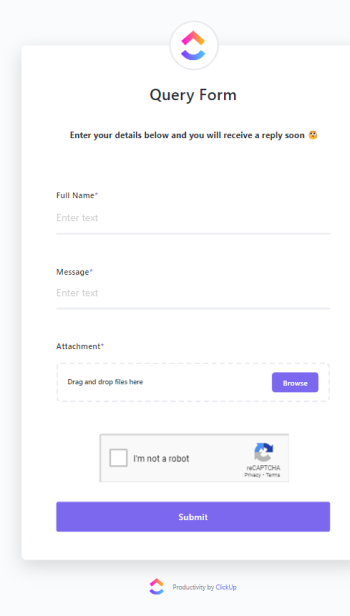 Query Form
Enter your details below and you will receive a reply soon 🤗
Full Name*
Enter text
Message*
Enter text
Attachment*
Drag and drop files here
Browse
I'm not a robot
reCAPTCHA
Privacy - Terms
Submit
Productivity by ClickUp